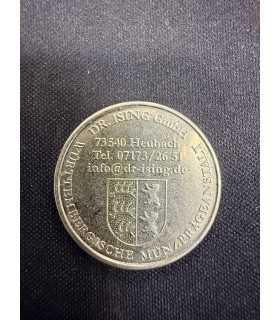 DR. ISING GmbH
73540 Heubach
Tel. 07173/26 51
info@dr-ising.de
WÜRTTEMBERGISCHE MÜNZPRÄGEANSTALT